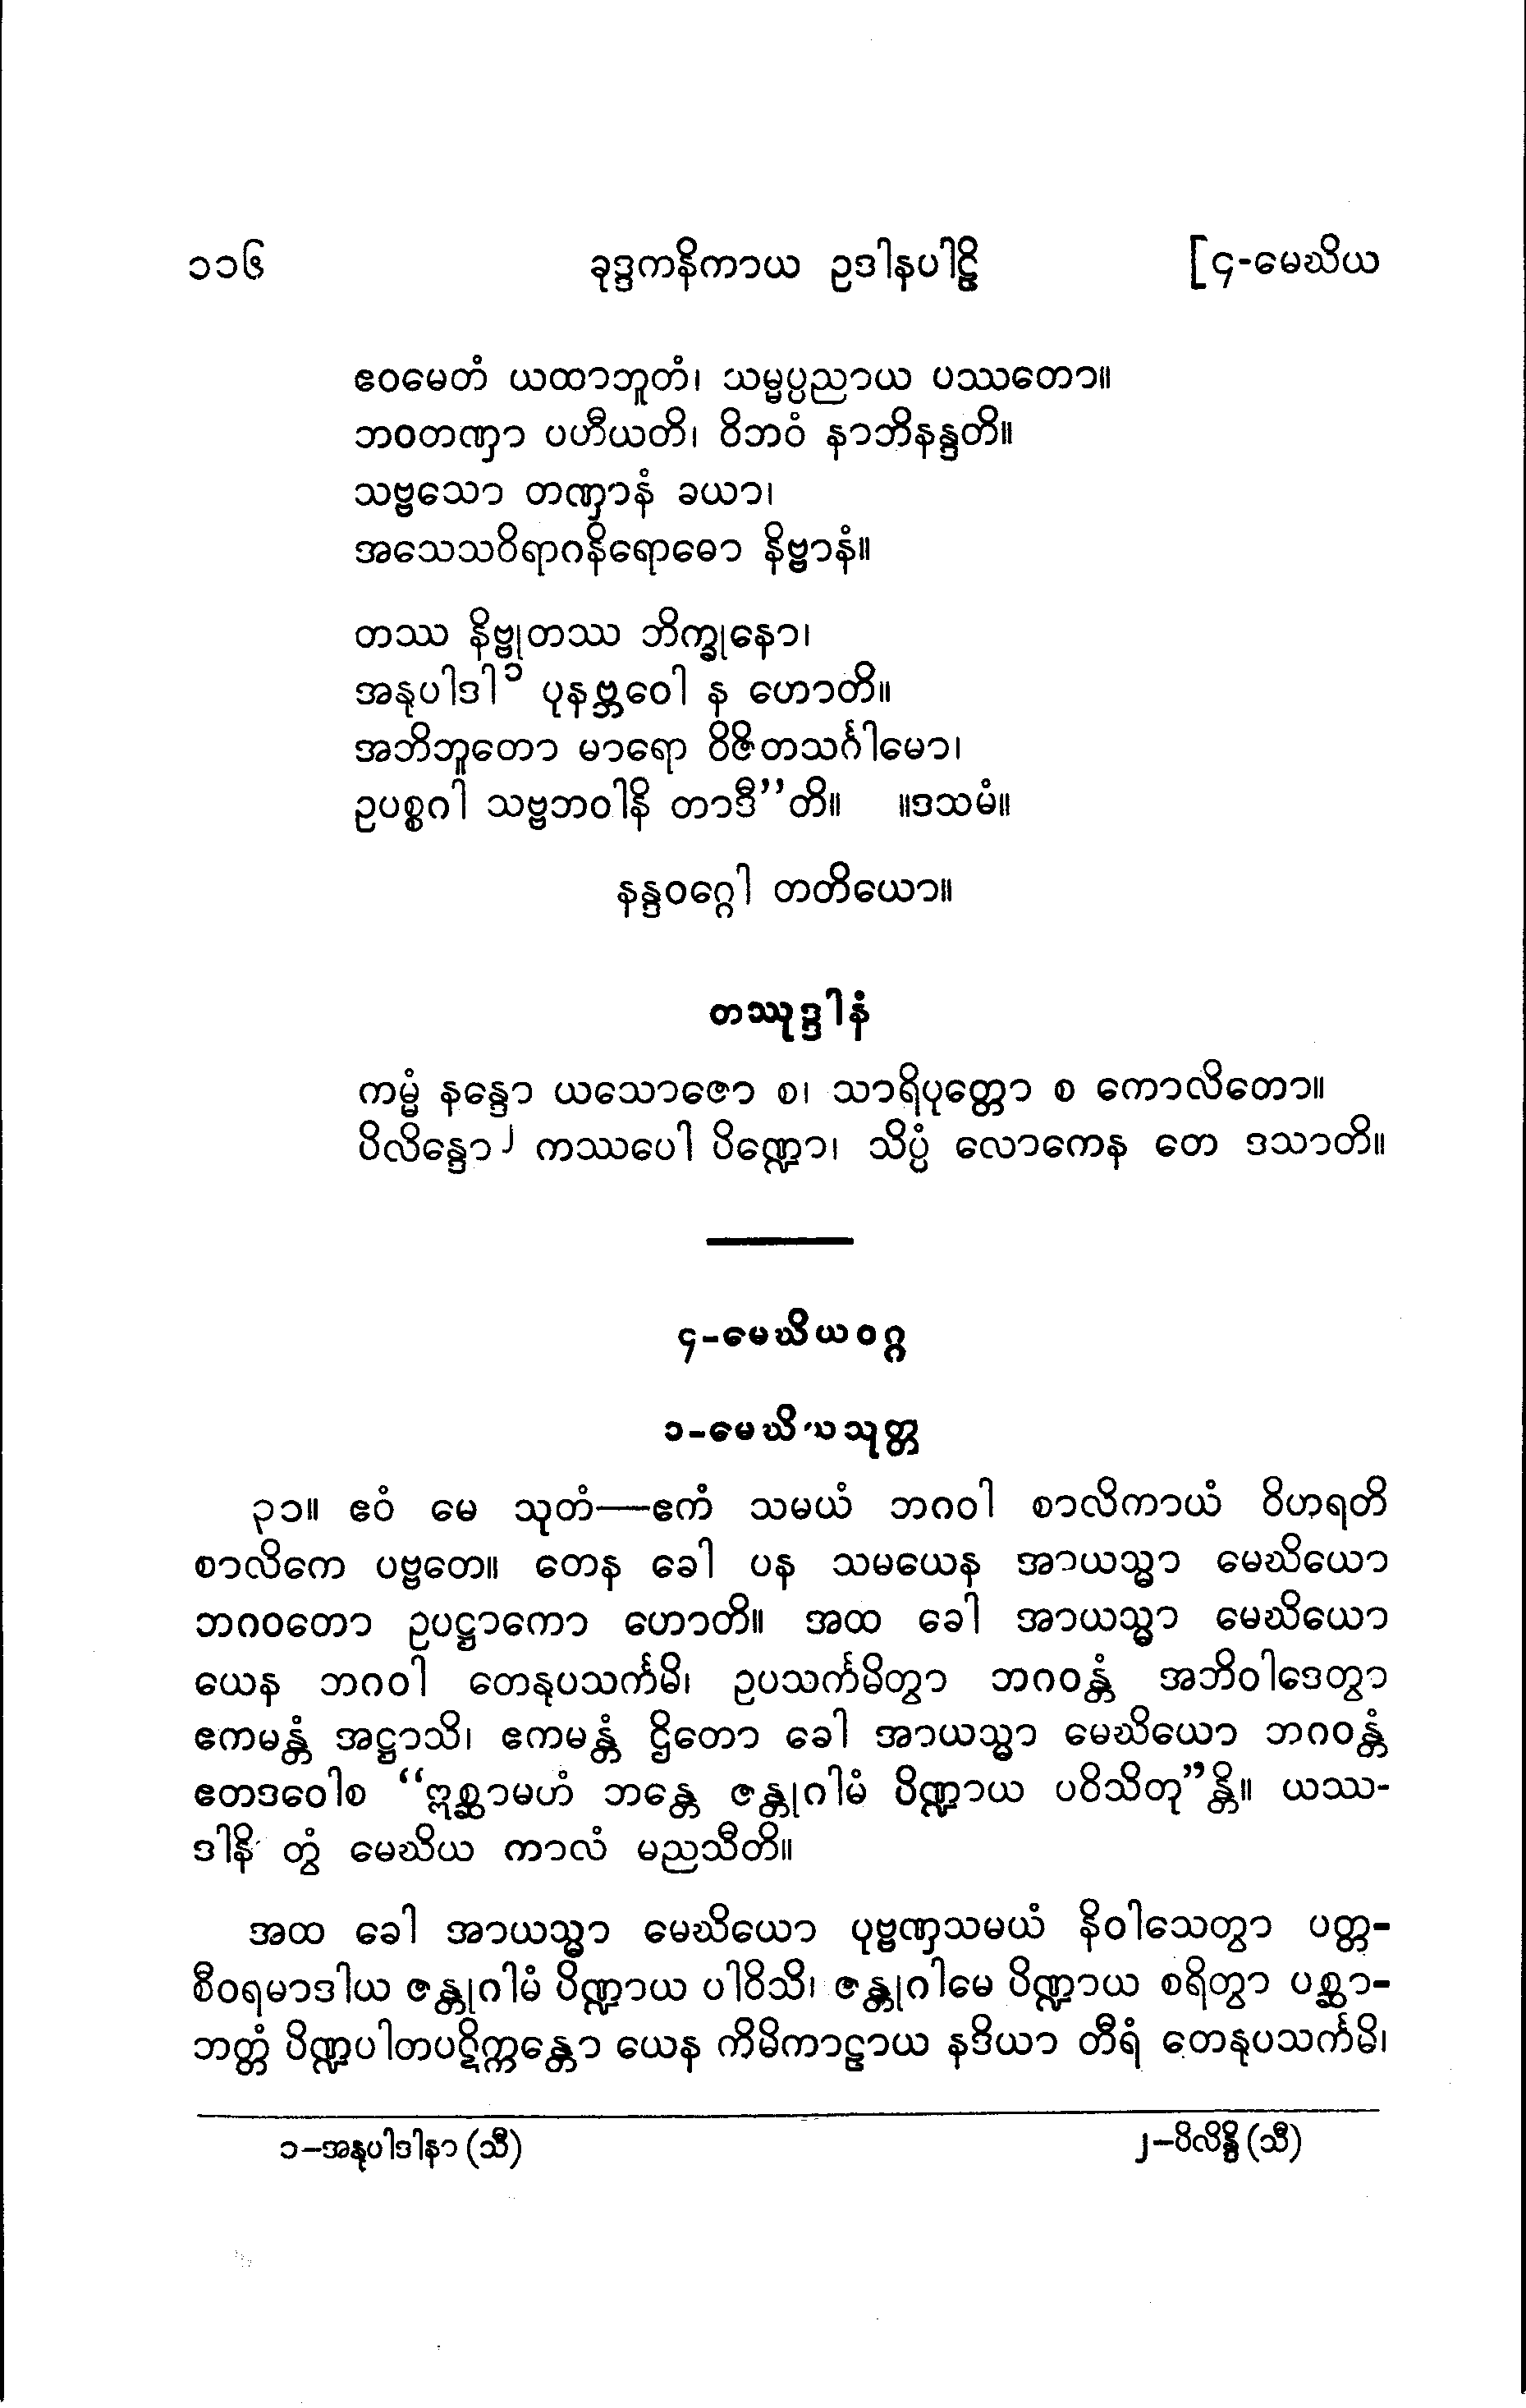 ၁၁၆ ခုဒ္ဒကနိကာယ ဥဒါနပါဠိ [၄-မေဃိယ
ဧဝမေတံ ယထာဘူတံ၊ သမ္မပ္ပညာယ ပဿတော။
ဘဝတဏှာ ပဟီယတိ၊ ဝိဘဝံ နာဘိနန္ဒတိ။
သဗ္ဗသော တဏှာနံ ခယာ၊
အသေသဝိရာဂနိရောဓော နိဗ္ဗာနံ။
တဿ နိဗ္ဗုတဿ ဘိက္ခုနော၊
အနုပါဒါ၁ ပုနဗ္ဘဝေါ န ဟောတိ။
အဘိဘူတော မာရော ဝိဇိတသင်္ဂါမော၊
ဥပစ္စဂါ သဗ္ဗဘဝါနိ တာဒီ”တိ။ ။ဒသမံ။
နန္ဒဝဂ္ဂေါ တတိယော။
တဿုဒ္ဒါနံ
ကမ္မံ နန္ဒော ယသောဇော စ၊ သာရိပုတ္တော စ ကောလိတော။
ပိလိန္ဒော၂ ကဿပေါ ပိဏ္ဍော၊ သိပ္ပံ လောကေန တေ ဒသာတိ။
၄-မေဃိယဝဂ္ဂ
၁-မေဃိယသုတ္တ
၃၁။ ဧဝံ မေ သုတံ—ဧကံ သမယံ ဘဂဝါ စာလိကာယံ ဝိဟရတိ
စာလိကေ ပဗ္ဗတေ။ တေန ခေါ ပန သမယေန အာယသ္မာ မေဃိယော
ဘဂဝတော ဥပဋ္ဌာကော ဟောတိ။ အထ ခေါ အာယသ္မာ မေဃိယော
ယေန ဘဂဝါ တေနုပသင်္ကမိ၊ ဥပသင်္ကမိတွာ ဘဂဝန္တံ အဘိဝါဒေတွာ
ဧကမန္တံ အဋ္ဌာသိ၊ ဧကမန္တံ ဌိတော ခေါ အာယသ္မာ မေဃိယော ဘဂဝန္တံ
ဧတဒဝေါစ “ဣစ္ဆာမဟံ ဘန္တေ ဇန္တုဂါမံ ပိဏ္ဍာယ ပဝိသိတု”န္တိ။ ယဿ-
ဒါနိ တွံ မေဃိယ ကာလံ မညသီတိ။
အထ ခေါ အာယသ္မာ မေဃိယော ပုဗ္ဗဏှသမယံ နိဝါသေတွာ ပတ္တ-
စီဝရမာဒါယ ဇန္တုဂါမံ ပိဏ္ဍာယ ပါဝိသိ၊ ဇန္တုဂါမေ ပိဏ္ဍာယ စရိတွာ ပစ္ဆာ-
ဘတ္တံ ပိဏ္ဍပါတပဋိက္ကန္တော ယေန ကိမိကာဠာယ နဒိယာ တီရံ တေနုပသင်္ကမိ၊
၁—အနုပါဒါနာ (သီ) ၂—ပိလိန္ဒိ (သီ)